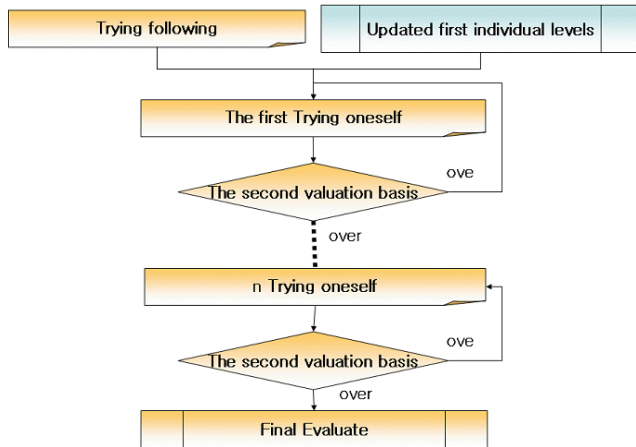 Trying following
Updated first individual levels
The first Trying oneself
ove
The second valuation basis
over
n Trying oneself
ove
The second valuation basis
over
Final Evaluate